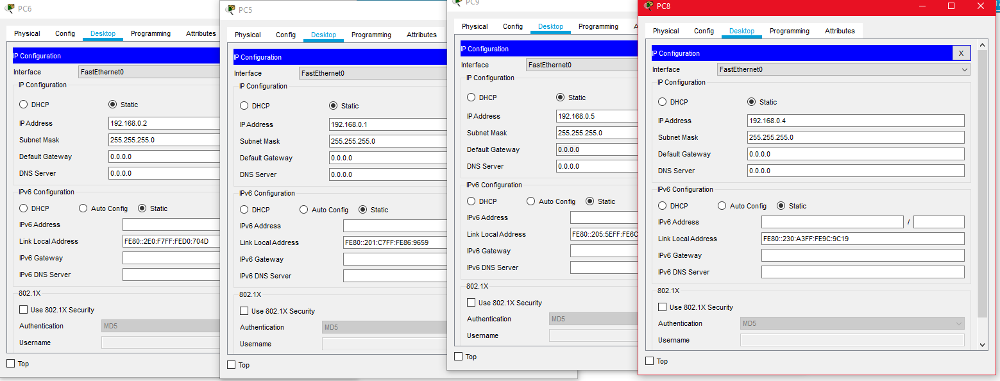 PC6
Physical Config Desktop Programming Attributes
IP Configuration
Interface FastEthernet0
IP Configuration
DHCP Static
IP Address 192.168.0.2
Subnet Mask 255.255.255.0
Default Gateway 0.0.0.0
DNS Server 0.0.0.0
IPv6 Configuration
DHCP Auto Config Static
IPv6 Address
Link Local Address FE80::2E0:F7FF:FED0:704D
IPv6 Gateway
IPv6 DNS Server
802.1X
Use 802.1X Security
Authentication MD5
Username
Top
PC5
Physical Config Desktop Programming Attributes
IP Configuration
Interface FastEthernet0
IP Configuration
DHCP Static
IP Address 192.168.0.1
Subnet Mask 255.255.255.0
Default Gateway 0.0.0.0
DNS Server 0.0.0.0
IPv6 Configuration
DHCP Auto Config Static
IPv6 Address
Link Local Address FE80::201:C7FF:FE86:9659
IPv6 Gateway
IPv6 DNS Server
802.1X
Use 802.1X Security
Authentication MD5
Username
Top
PC9
Physical Config Desktop Programming A
IP Configuration
Interface FastEthernet0
IP Configuration
DHCP Static
IP Address 192.168.0.5
Subnet Mask 255.255.255.0
Default Gateway 0.0.0.0
DNS Server 0.0.0.0
IPv6 Configuration
DHCP Auto Config Static
IPv6 Address
Link Local Address FE80::205:5EFF:FE6C
IPv6 Gateway
IPv6 DNS Server
802.1X
Use 802.1X Security
Authentication MD5
Username
Top
PC8
Physical Config Desktop Programming Attributes
IP Configuration X
Interface FastEthernet0
IP Configuration
DHCP Static
IP Address 192.168.0.4
Subnet Mask 255.255.255.0
Default Gateway 0.0.0.0
DNS Server 0.0.0.0
IPv6 Configuration
DHCP Auto Config Static
IPv6 Address /
Link Local Address FE80::230:A3FF:FE9C:9C19
IPv6 Gateway
IPv6 DNS Server
802.1X
Use 802.1X Security
Authentication MD5
Username
Top